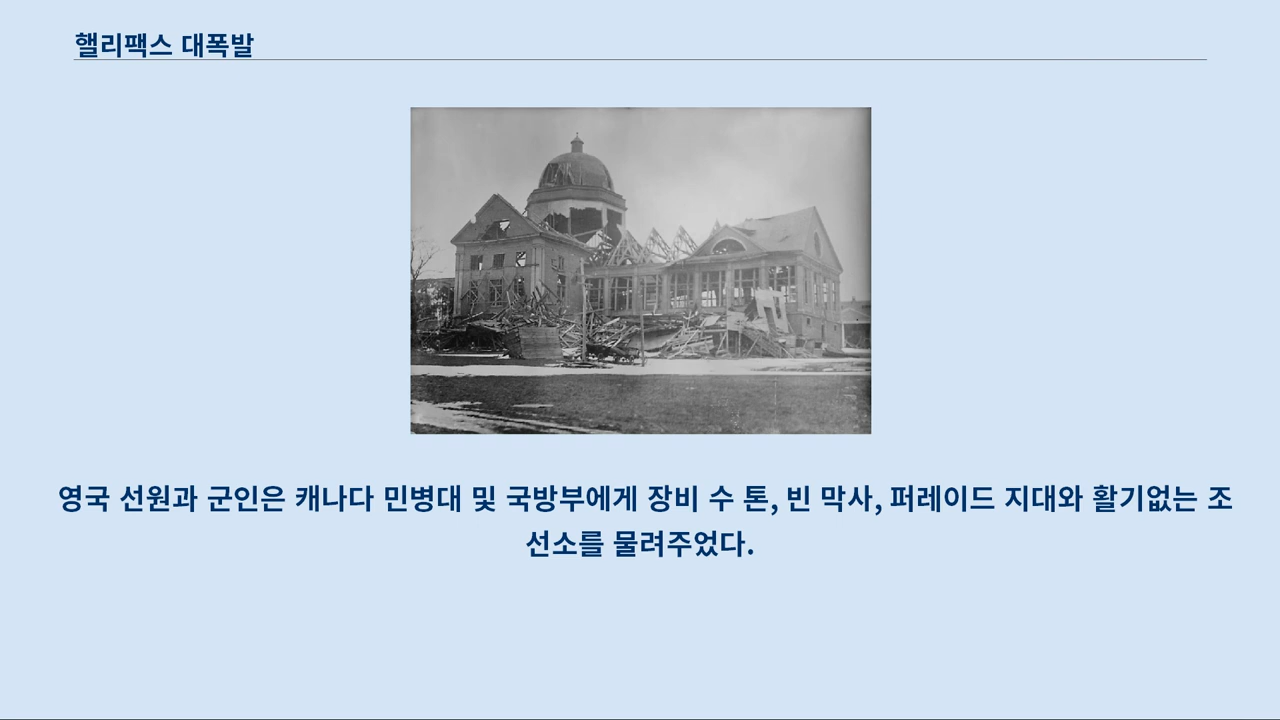 핼리팩스 대폭발
영국 선원과 군인은 캐나다 민병대 및 국방부에게 장비 수 톤, 빈 막사, 퍼레이드 지대와 활기없는 조
선소를 물려주었다.